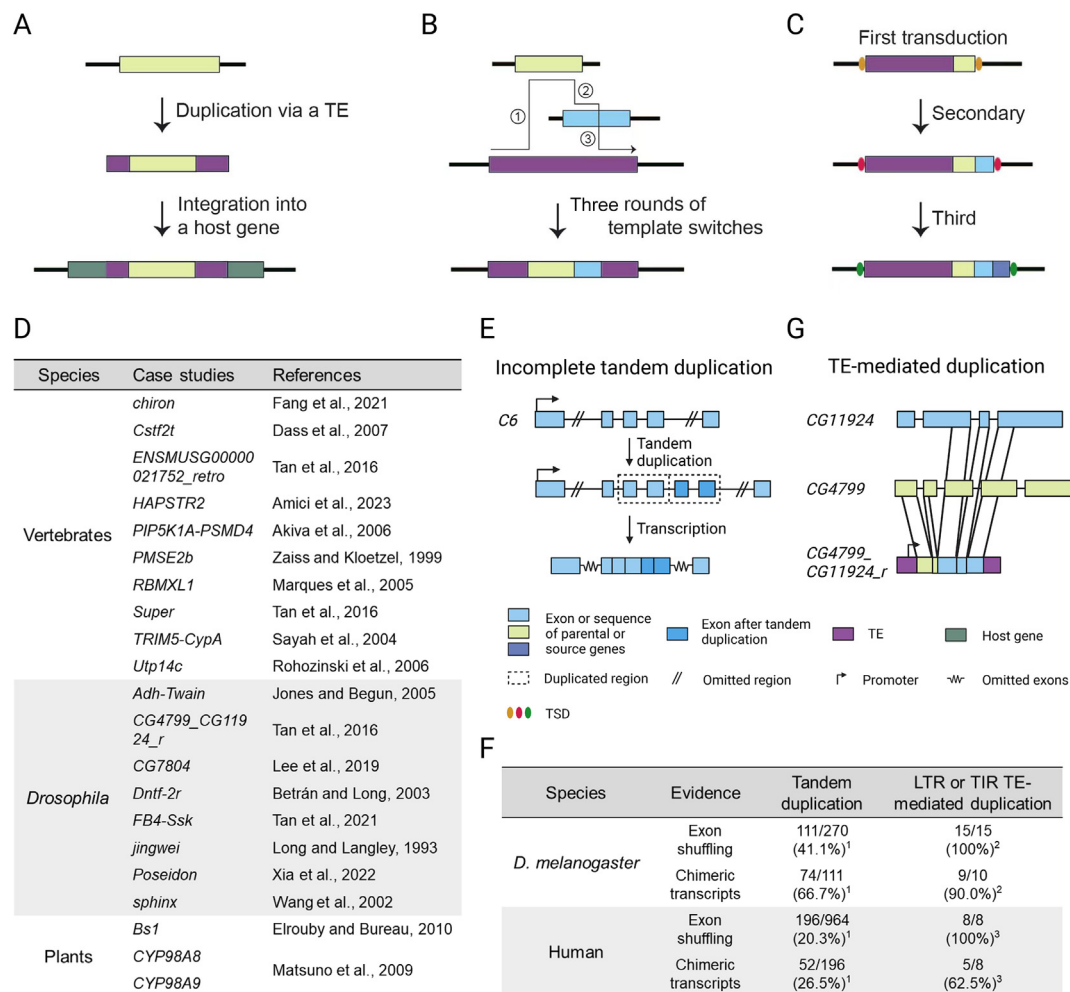 A
Duplication via a TE
Integration into
a host gene
B
①
②
③
Three rounds of
template switches
C
First transduction
Secondary
Third
D
Species Case studies References
Vertebrates
chiron Fang et al., 2021
Cstf2t Dass et al., 2007
ENSMUSG00000
021752_retro Tan et al., 2016
HAPSTR2 Amici et al., 2023
PIP5K1A-PSMD4 Akiva et al., 2006
PMSE2b Zaiss and Kloetzel, 1999
RBMXL1 Marques et al., 2005
Super Tan et al., 2016
TRIM5-CypA Sayah et al., 2004
Utp14c Rohozinski et al., 2006
Drosophila
Adh-Twain Jones and Begun, 2005
CG4799_CG119
24_r Tan et al., 2016
CG7804 Lee et al., 2019
Dntf-2r Betrán and Long, 2003
FB4-Ssk Tan et al., 2021
jingwei Long and Langley, 1993
Poseidon Xia et al., 2022
sphinx Wang et al., 2002
Plants
Bs1 Elrouby and Bureau, 2010
CYP98A8
CYP98A9
Matsuno et al., 2009
E
Incomplete tandem duplication
C6
Tandem
duplication
Transcription
G
TE-mediated duplication
CG11924
CG4799
CG4799_
CG11924_r
Exon or sequence
of parental or
source genes
Exon after tandem
duplication
TE
Host gene
Duplicated region
Omitted region
Promoter
Omitted exons
TSD
F
Species Evidence Tandem
duplication LTR or TIR TE-
mediated duplication
D. melanogaster
Exon
shuffling 111/270
(41.1%)¹ 15/15
(100%)²
Chimeric
transcripts 74/111
(66.7%)¹ 9/10
(90.0%)²
Human
Exon
shuffling 196/964
(20.3%)¹ 8/8
(100%)³
Chimeric
transcripts 52/196
(26.5%)¹ 5/8
(62.5%)³